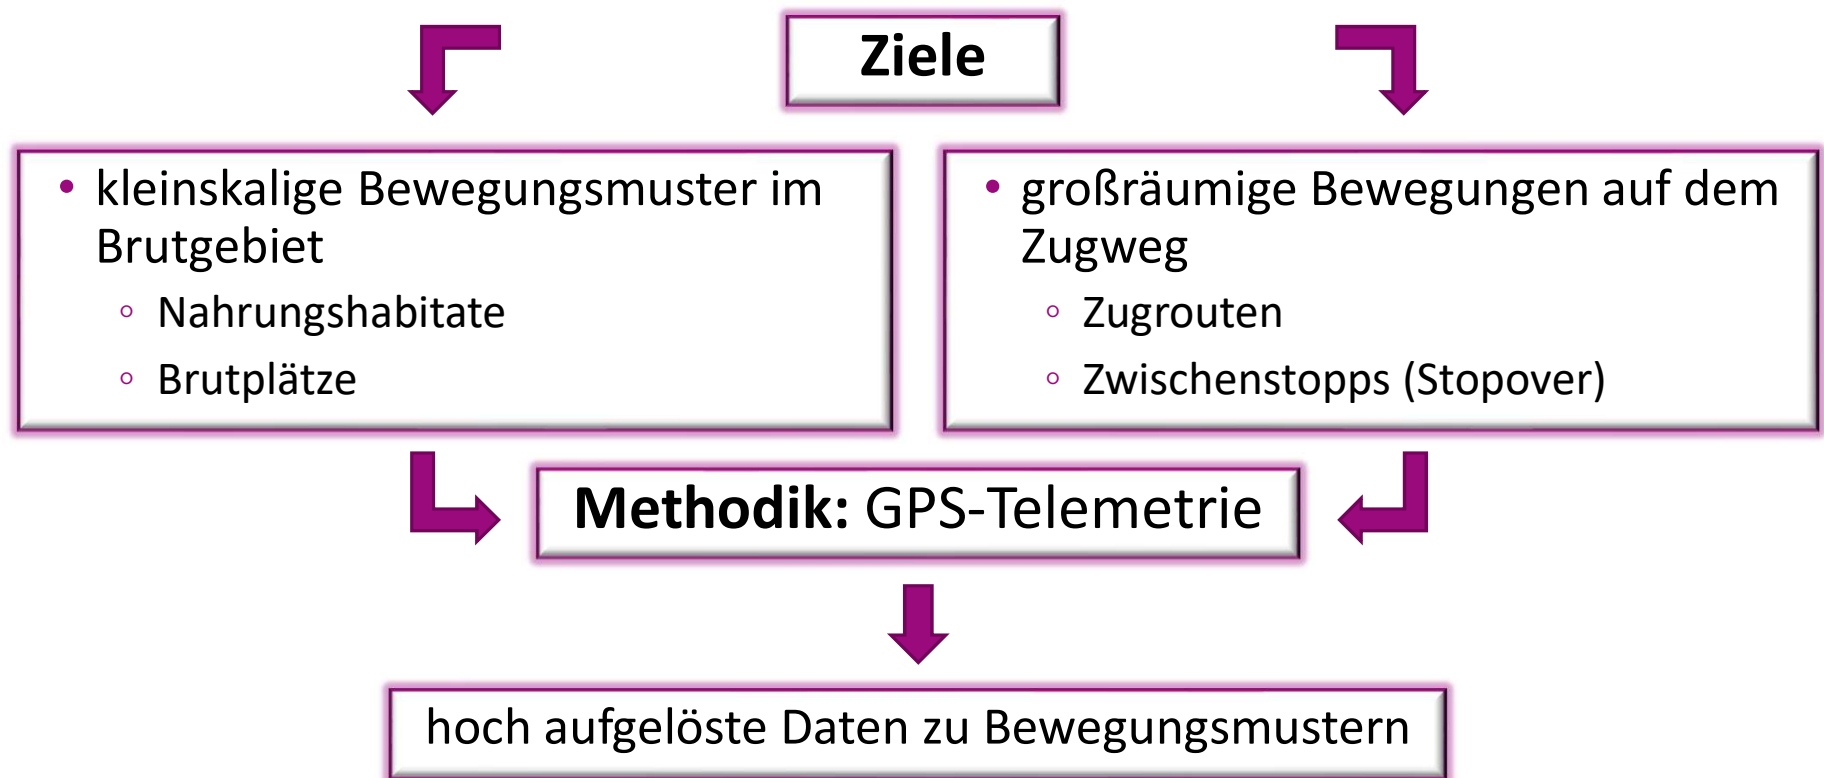 Ziele
• kleinskalige Bewegungsmuster im
Brutgebiet
◦ Nahrungshabitate
◦ Brutplätze
• großräumige Bewegungen auf dem
Zugweg
◦ Zugrouten
◦ Zwischenstopps (Stopover)
Methodik: GPS-Telemetrie
hoch aufgelöste Daten zu Bewegungsmustern